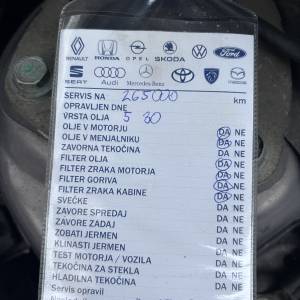 RENAULT HONDA OPEL SKODA Ford
SEAT AUDI Mercedes-Benz TOYOTA PEUGEOT mazda
SERVIS NA 265000 km
OPRAVLJEN DNE
VRSTA OLJA 5 30
OLJE V MOTORJU DA NE
OLJE V MENJALNIKU DA NE
ZAVORNA TEKOČINA DA NE
FILTER OLJA DA NE
FILTER ZRAKA MOTORJA DA NE
FILTER GORIVA DA NE
FILTER ZRAKA KABINE DA NE
SVEČKE DA NE
ZAVORE SPREDAJ DA NE
ZAVORE ZADAJ DA NE
ZOBATI JERMEN DA NE
KLINASTI JERMEN DA NE
TEST MOTORJA / VOZILA DA NE
TEKOČINA ZA STEKLA DA NE
HLADILNA TEKOČINA DA NE
Servis opravil